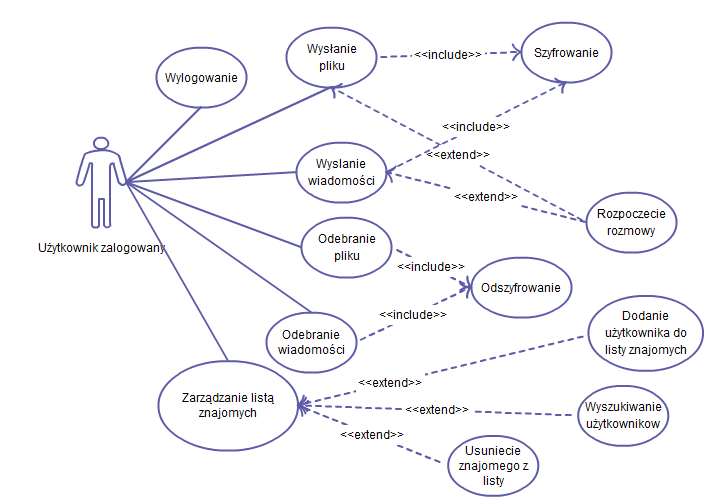 Wysłanie
pliku
<<include>>
Szyfrowanie
Wylogowanie
<<include>>
<<extend>>
Wyslanie
wiadomości
<<extend>>
Rozpoczecie
rozmowy
Użytkownik zalogowany
Odebranie
pliku
<<include>>
Odszyfrowanie
<<include>>
Odebranie
wiadomości
Dodanie
użytkownika do
listy znajomych
<<extend>>
Zarządzanie listą
znajomych
<<extend>>
Wyszukiwanie
użytkownikow
<<extend>>
Usuniecie
znajomego z
listy